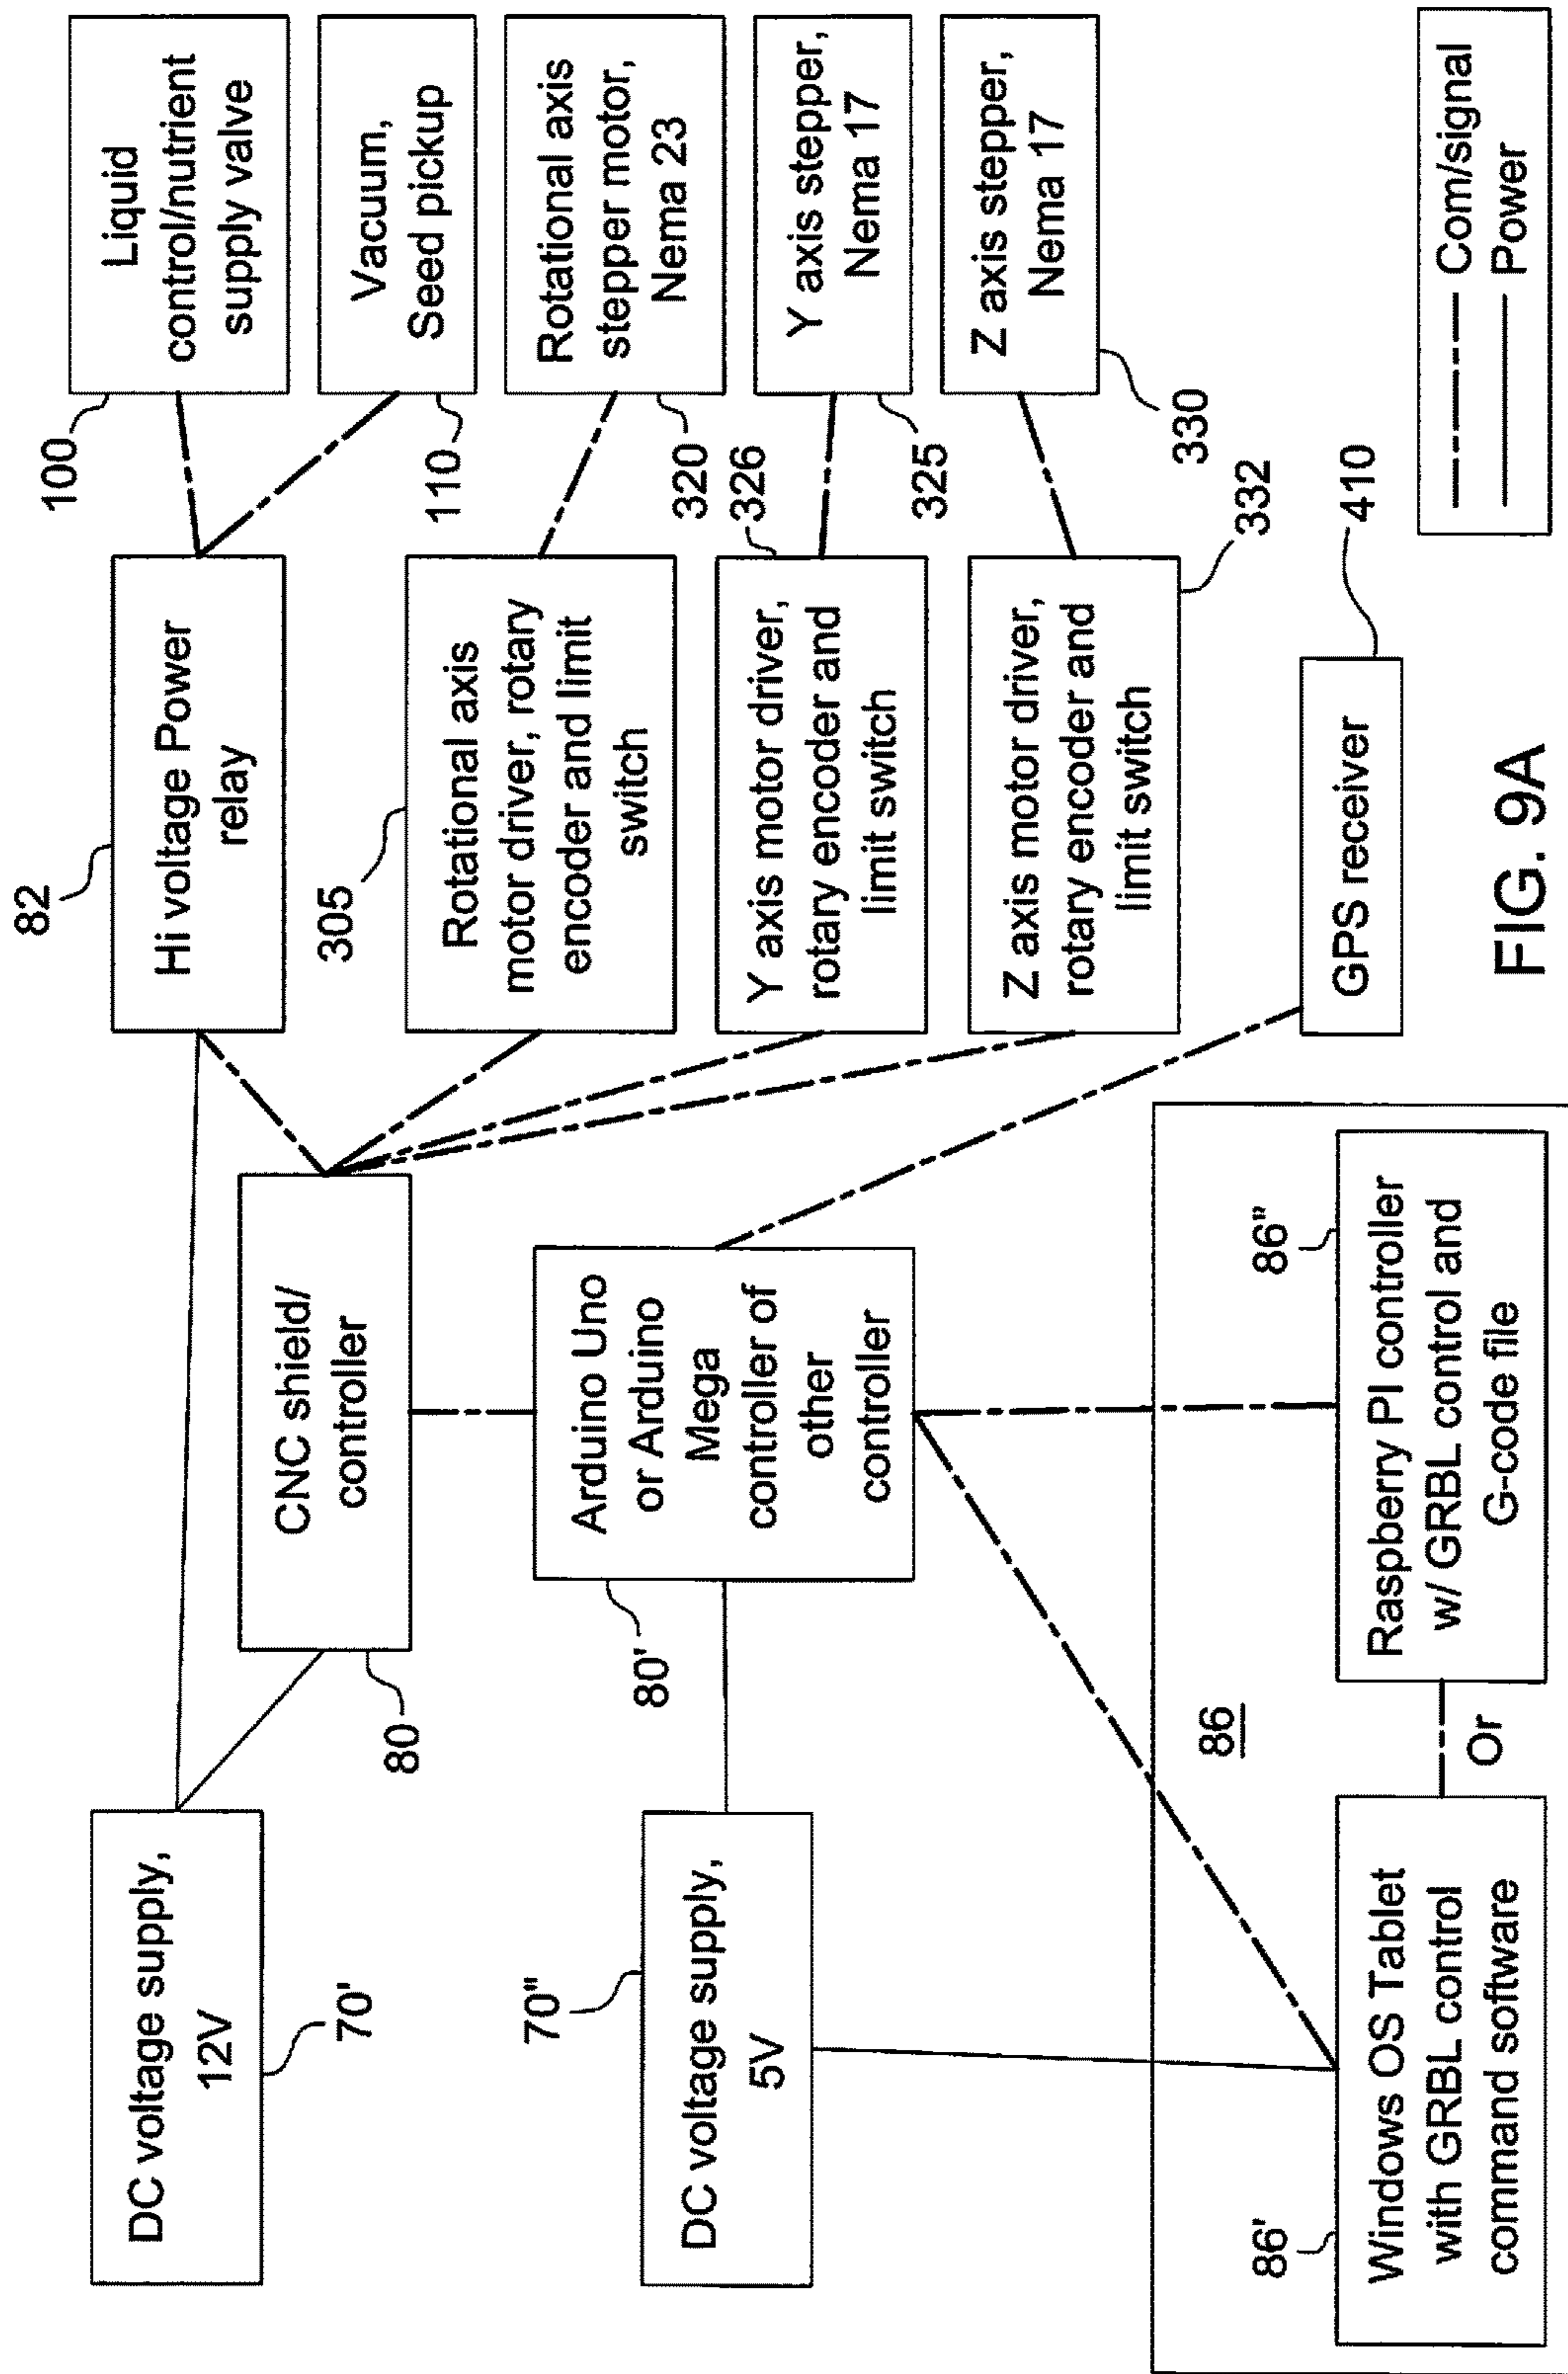 DC voltage supply,
12V
70'
DC voltage supply,
5V
70"
CNC shield/
controller
80
Arduino Uno
or Arduino
Mega
controller of
other
controller
80'
82
Hi voltage Power
relay
305
Rotational axis
motor driver, rotary
encoder and limit
switch
326
Y axis motor driver,
rotary encoder and
limit switch
Z axis motor driver,
rotary encoder and
limit switch
332
GPS receiver
410
100
Liquid
control/nutrient
supply valve
110
Vacuum,
Seed pickup
Rotational axis
stepper motor,
Nema 23
320
Y axis stepper,
Nema 17
325
Z axis stepper,
Nema 17
330
86
86'
Windows OS Tablet
with GRBL control
command software
Or
86"
Raspberry PI controller
w/ GRBL control and
G-code file
Com/signal
Power
FIG. 9A